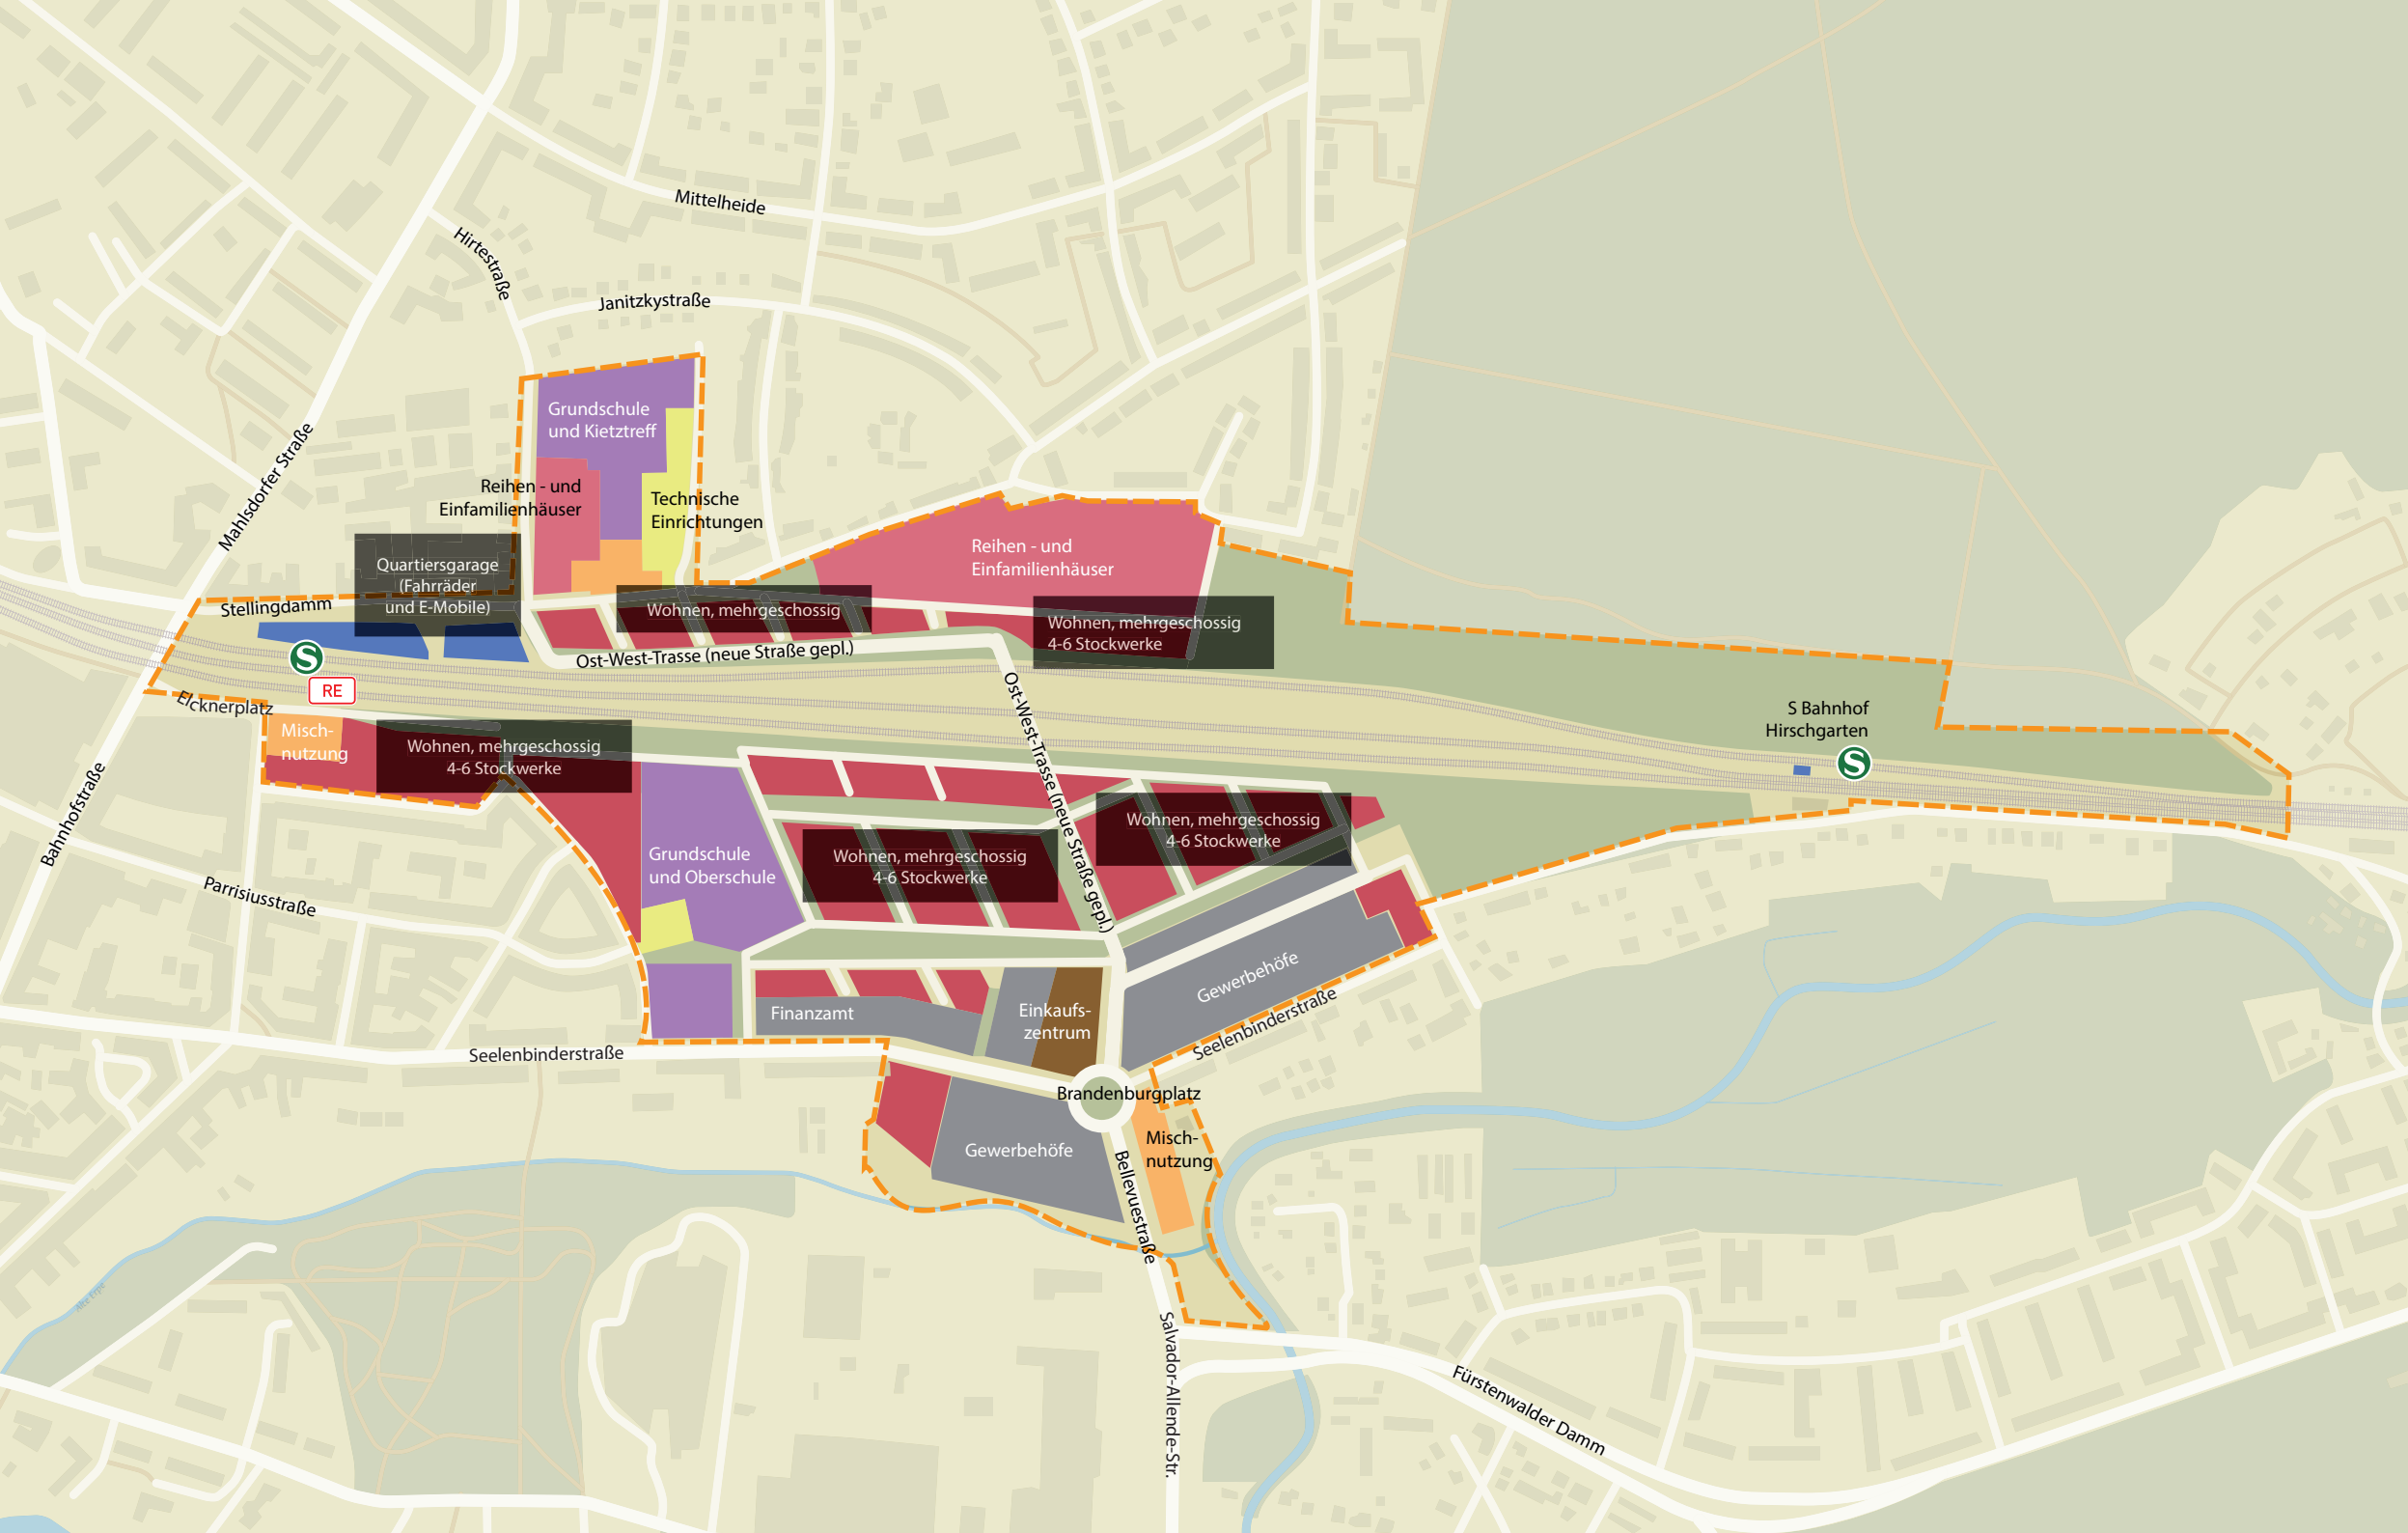 Mittelheide
Hirtestraße
Janitzkystraße
Mahlsdorfer Straße
Grundschule
und Kietztreff
Reihen - und
Einfamilienhäuser
Technische
Einrichtungen
Reihen - und
Einfamilienhäuser
Quartiersgarage
(Fahrräder
und E-Mobile)
Stellingdamm
Wohnen, mehrgeschossig
Wohnen, mehrgeschossig
4-6 Stockwerke
Ost-West-Trasse (neue Straße gepl.)
S
RE
Elcknerplatz
Ost-West-Trasse (neue Straße gepl.)
S Bahnhof
Hirschgarten
S
Misch-
nutzung
Wohnen, mehrgeschossig
4-6 Stockwerke
Bahnhofstraße
Wohnen, mehrgeschossig
4-6 Stockwerke
Grundschule
und Oberschule
Wohnen, mehrgeschossig
4-6 Stockwerke
Parrisiusstraße
Gewerbehöfe
Finanzamt
Einkaufs-
zentrum
Seelenbinderstraße
Seelenbinderstraße
Brandenburgplatz
Gewerbehöfe
Misch-
nutzung
Bellevuestraße
Alte Erpe
Salvador-Allende-Str.
Fürstenwalder Damm